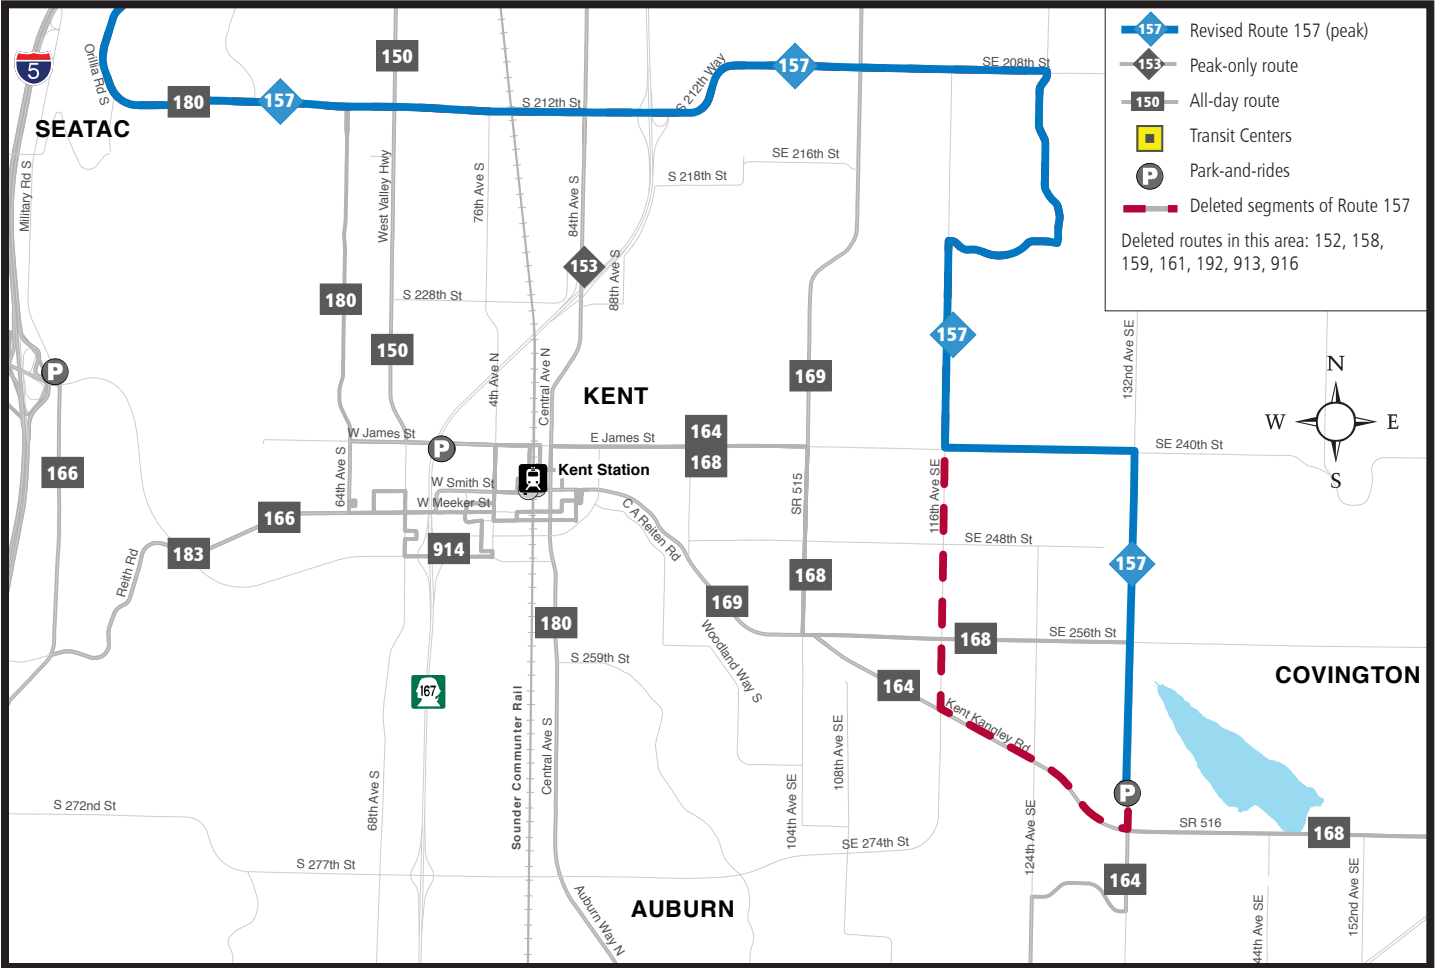 157 Revised Route 157 (peak)
153 Peak-only route
150 All-day route
Transit Centers
P Park-and-rides
Deleted segments of Route 157
Deleted routes in this area: 152, 158,
159, 161, 192, 913, 916
5
Orillia Rd S
150
180
157
S 212th St
S 212th Way
157
SE 208th St
SEATAC
Military Rd S
West Valley Hwy
76th Ave S
84th Ave S
S 218th St
SE 216th St
153
88th Ave S
180
S 228th St
150
157
132nd Ave SE
P
4th Ave N
Central Ave N
KENT
169
N
W
E
S
W James St
P
E James St
164
168
SE 240th St
166
64th Ave S
W Smith St
Kent Station
W Meeker St
SR 515
116th Ave SE
166
183
914
C A Reiten Rd
SE 248th St
157
Reith Rd
168
169
180
168
SE 256th St
Woodland Way S
S 259th St
167
164
COVINGTON
Kent Kangley Rd
Sounder Communter Rail
Central Ave S
108th Ave SE
68th Ave S
104th Ave SE
124th Ave SE
P
S 272nd St
SR 516
168
SE 274th St
S 277th St
164
152nd Ave SE
44th Ave SE
Auburn Way N
AUBURN